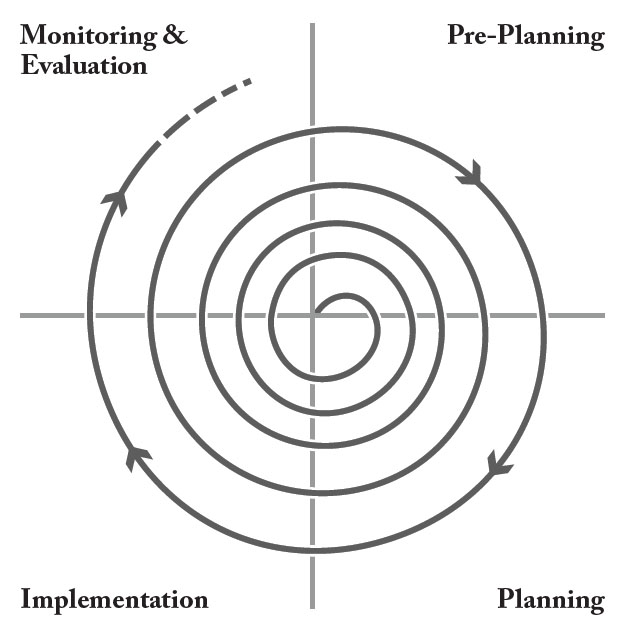 Monitoring &
Evaluation
Pre-Planning
Implementation
Planning